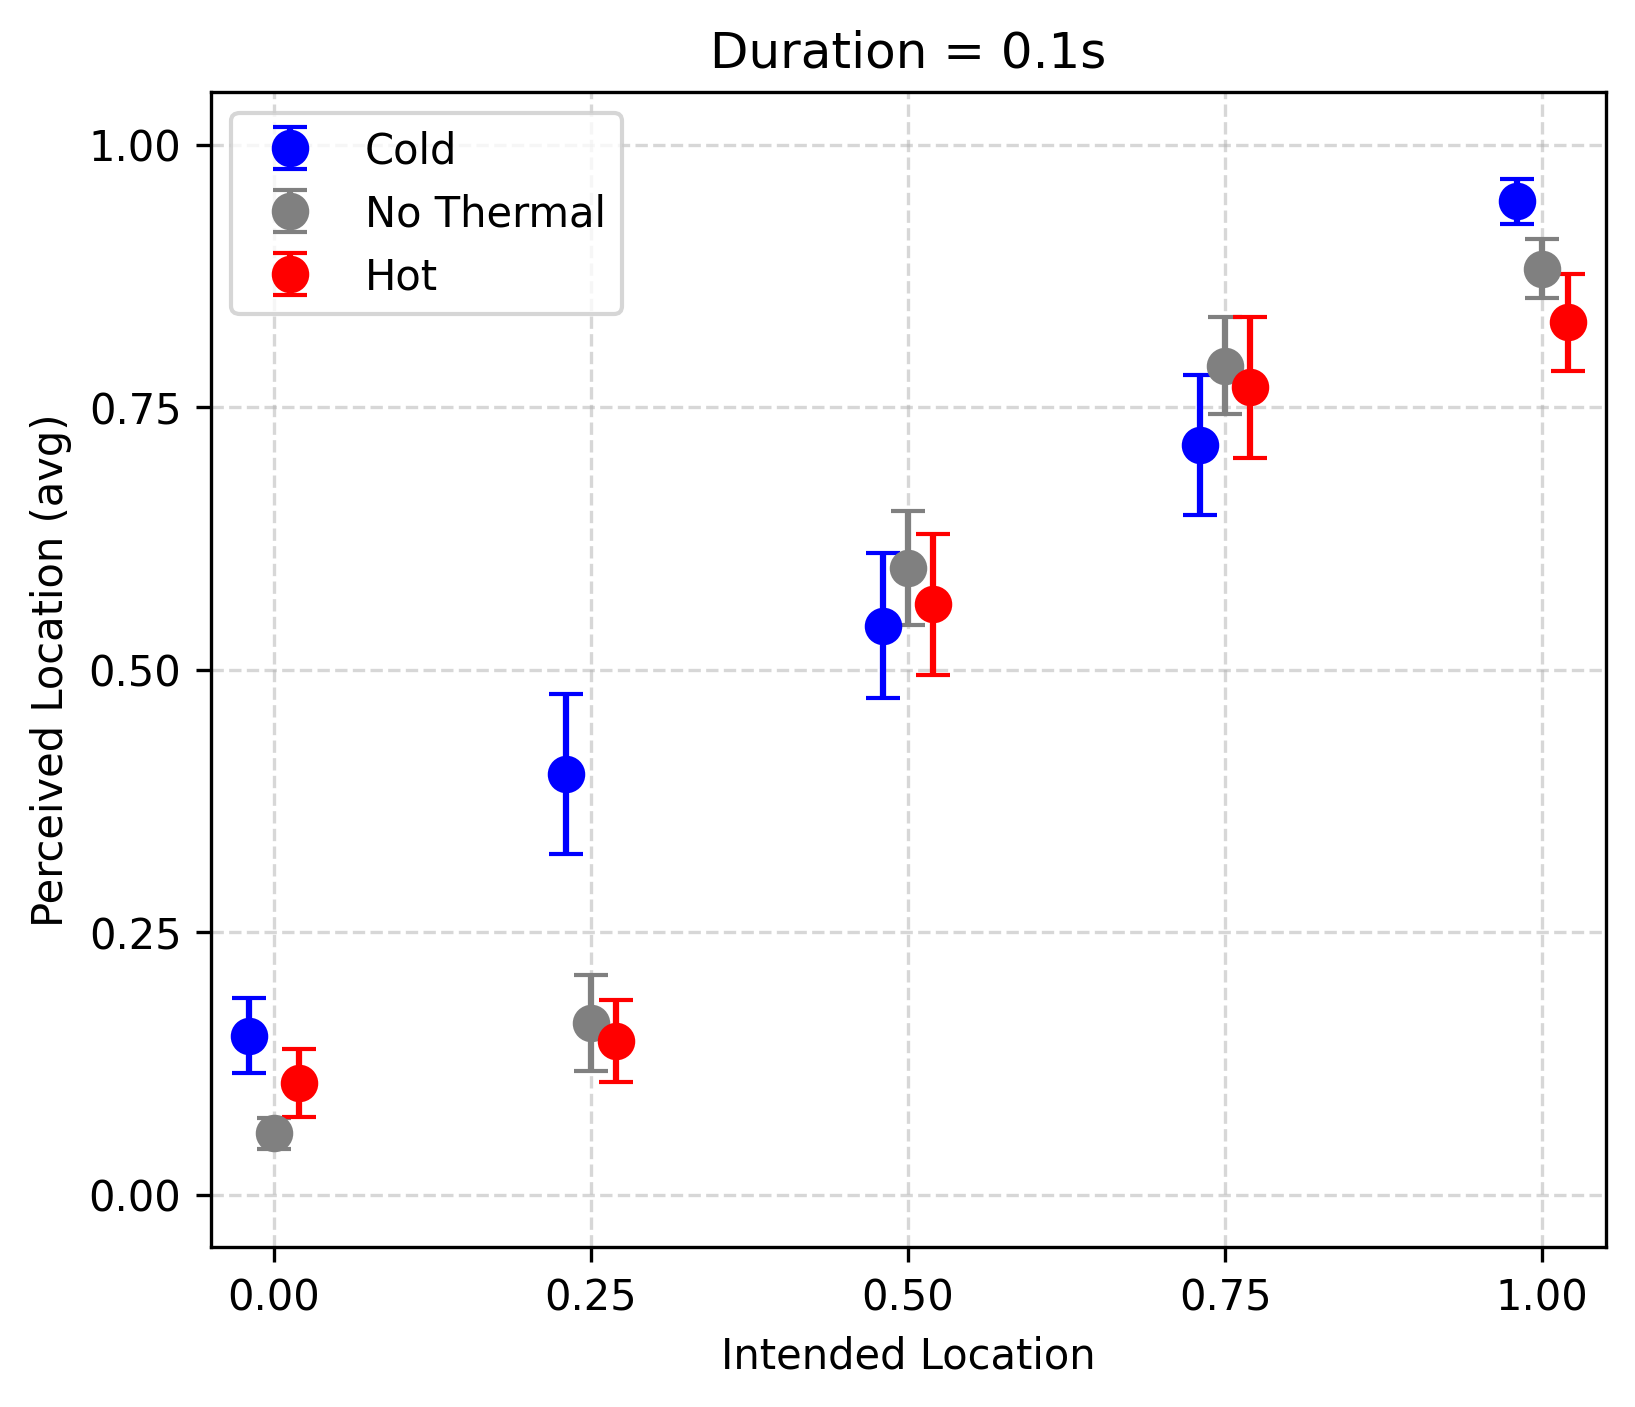 Duration = 0.1s
Cold
No Thermal
Hot
1.00
0.75
0.50
0.25
0.00
Perceived Location (avg)
0.00 0.25 0.50 0.75 1.00
Intended Location